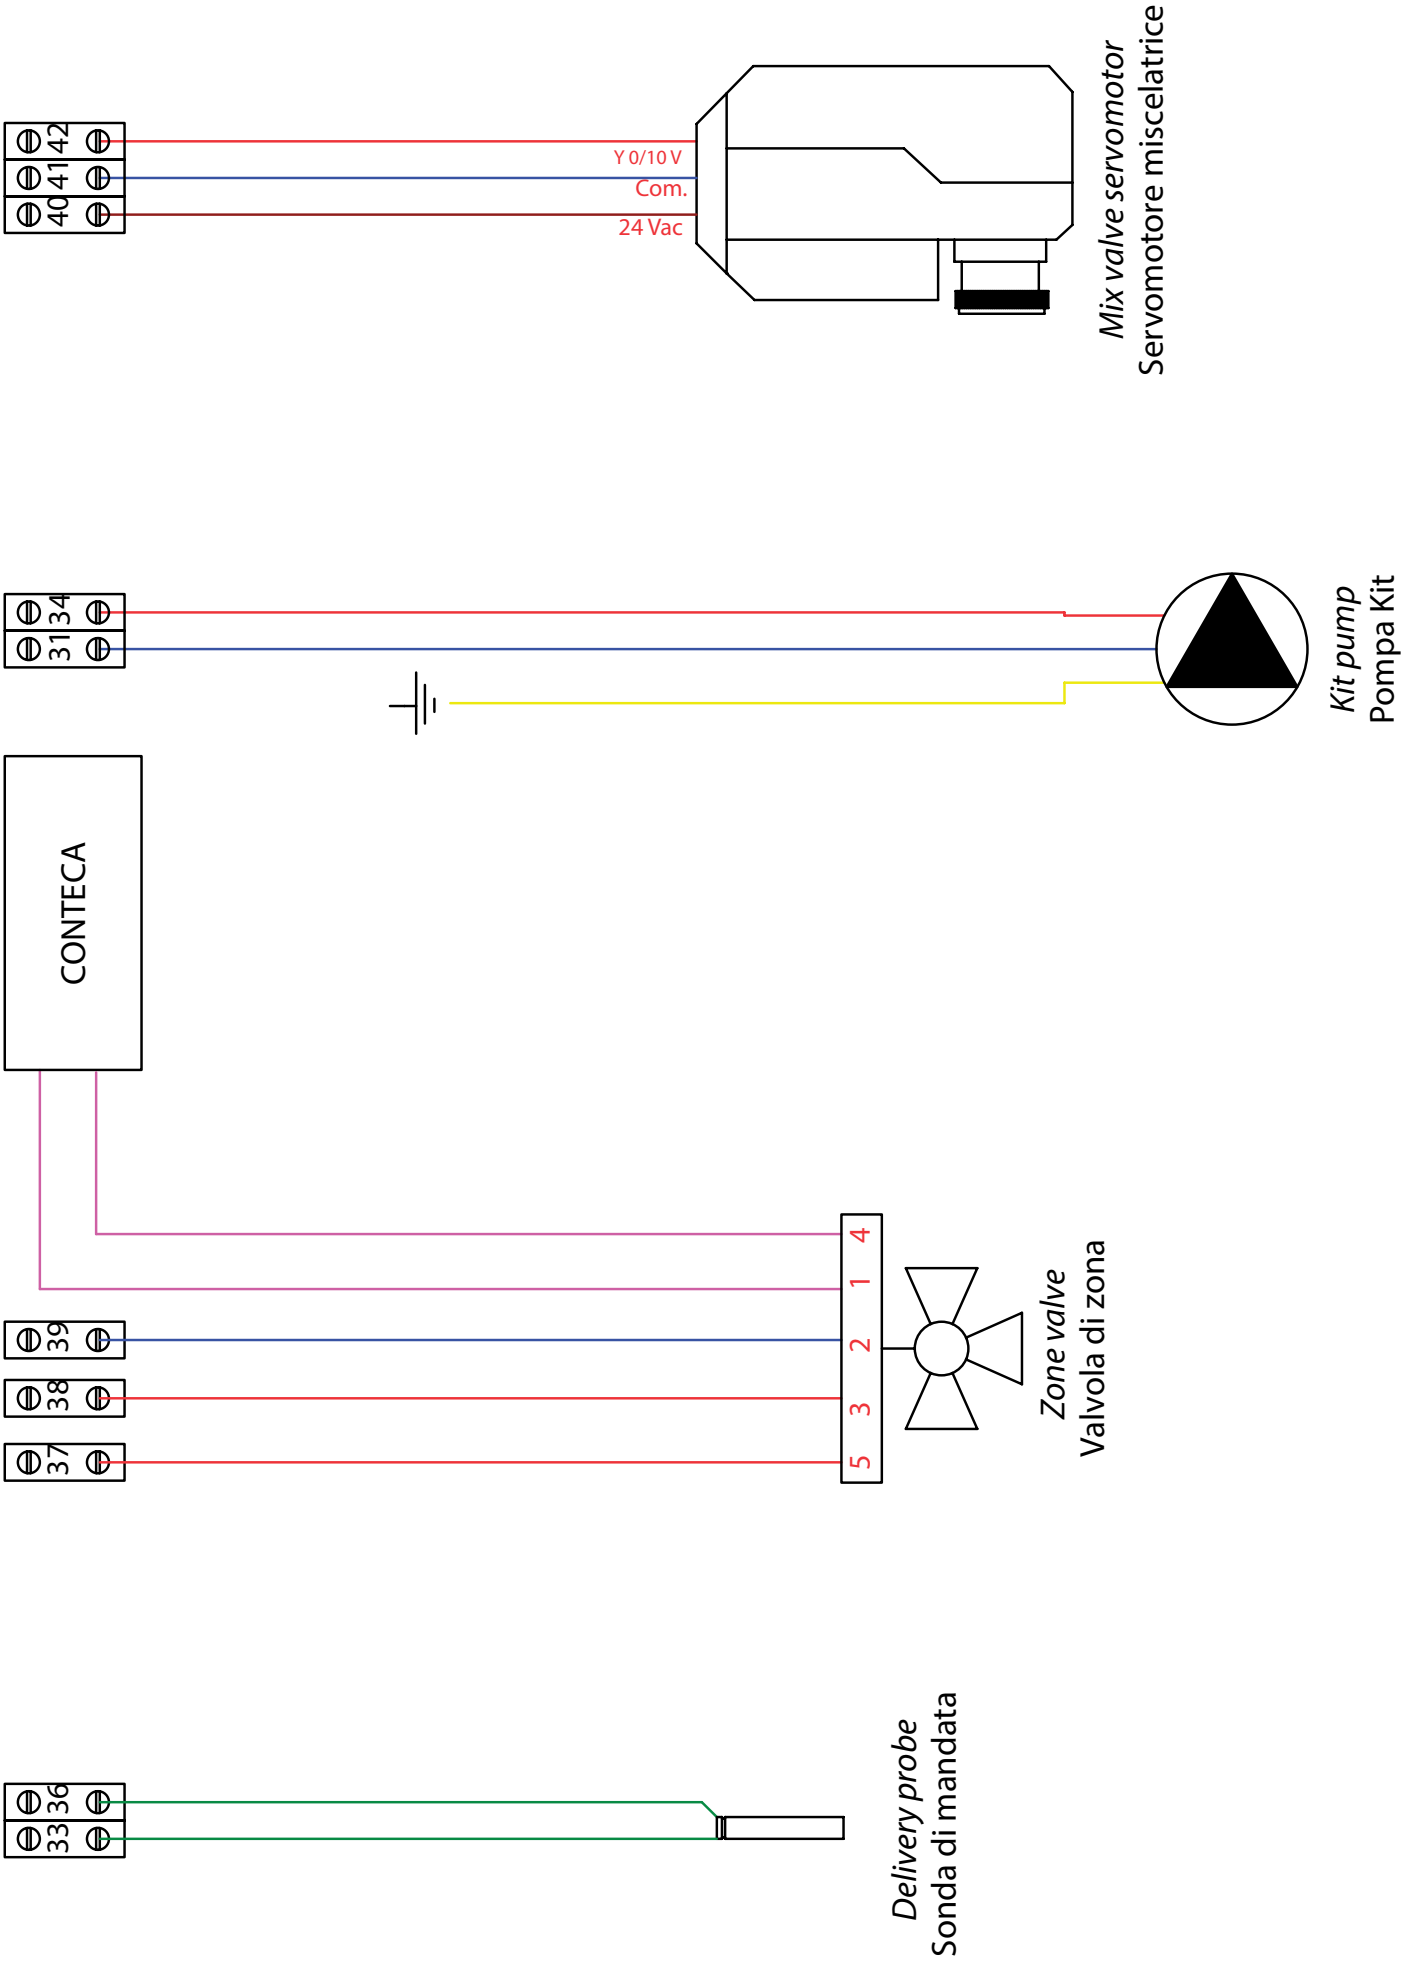 33
36
37
38
39
CONTECA
31
34
40
41
42
Y 0/10 V
Com.
24 Vac
5
3
2
1
4
Delivery probe
Sonda di mandata
Zone valve
Valvola di zona
Kit pump
Pompa Kit
Mix valve servomotor
Servomotore miscelatrice